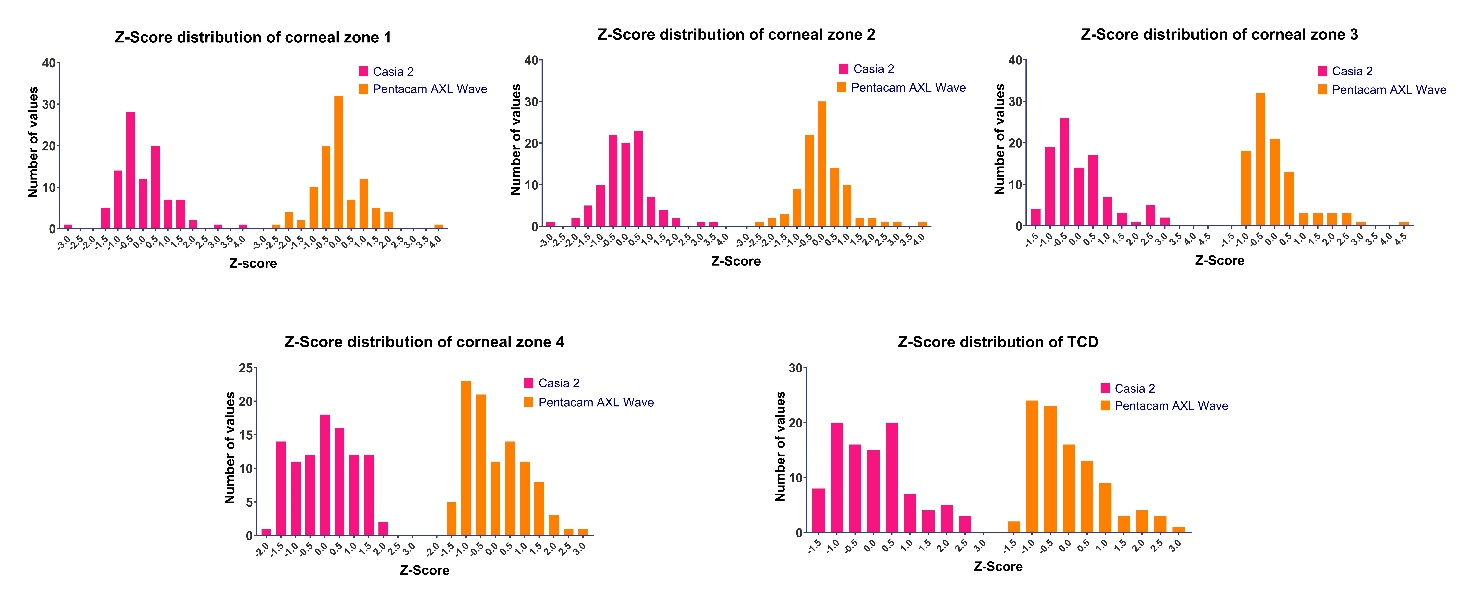 Z-Score distribution of corneal zone 1
Number of values
40
30
20
10
0
Casia 2
Pentacam AXL Wave
-3.0 -2.5 -2.0 -1.5 -1.0 -0.5 0.0 0.5 1.0 1.5 2.0 2.5 3.0 3.5 4.0 -3.0 -2.5 -2.0 -1.5 -1.0 -0.5 0.0 0.5 1.0 1.5 2.0 2.5 3.0 3.5 4.0
Z-score
Z-Score distribution of corneal zone 2
Number of values
40
30
20
10
0
Casia 2
Pentacam AXL Wave
-3.0 -2.5 -2.0 -1.5 -1.0 -0.5 0.0 0.5 1.0 1.5 2.0 2.5 3.0 3.5 4.0 -3.0 -2.5 -2.0 -1.5 -1.0 -0.5 0.0 0.5 1.0 1.5 2.0 2.5 3.0 3.5 4.0
Z-Score
Z-Score distribution of corneal zone 3
Number of values
40
30
20
10
0
Casia 2
Pentacam AXL Wave
-1.5 -1.0 -0.5 0.0 0.5 1.0 1.5 2.0 2.5 3.0 3.5 4.0 4.5 -1.5 -1.0 -0.5 0.0 0.5 1.0 1.5 2.0 2.5 3.0 3.5 4.0 4.5
Z-Score
Z-Score distribution of corneal zone 4
Number of values
25
20
15
10
5
0
Casia 2
Pentacam AXL Wave
-2.0 -1.5 -1.0 -0.5 0.0 0.5 1.0 1.5 2.0 2.5 3.0 -2.0 -1.5 -1.0 -0.5 0.0 0.5 1.0 1.5 2.0 2.5 3.0
Z-Score
Z-Score distribution of TCD
Number of values
30
20
10
0
Casia 2
Pentacam AXL Wave
-1.5 -1.0 -0.5 0.0 0.5 1.0 1.5 2.0 2.5 3.0 -1.5 -1.0 -0.5 0.0 0.5 1.0 1.5 2.0 2.5 3.0
Z-Score